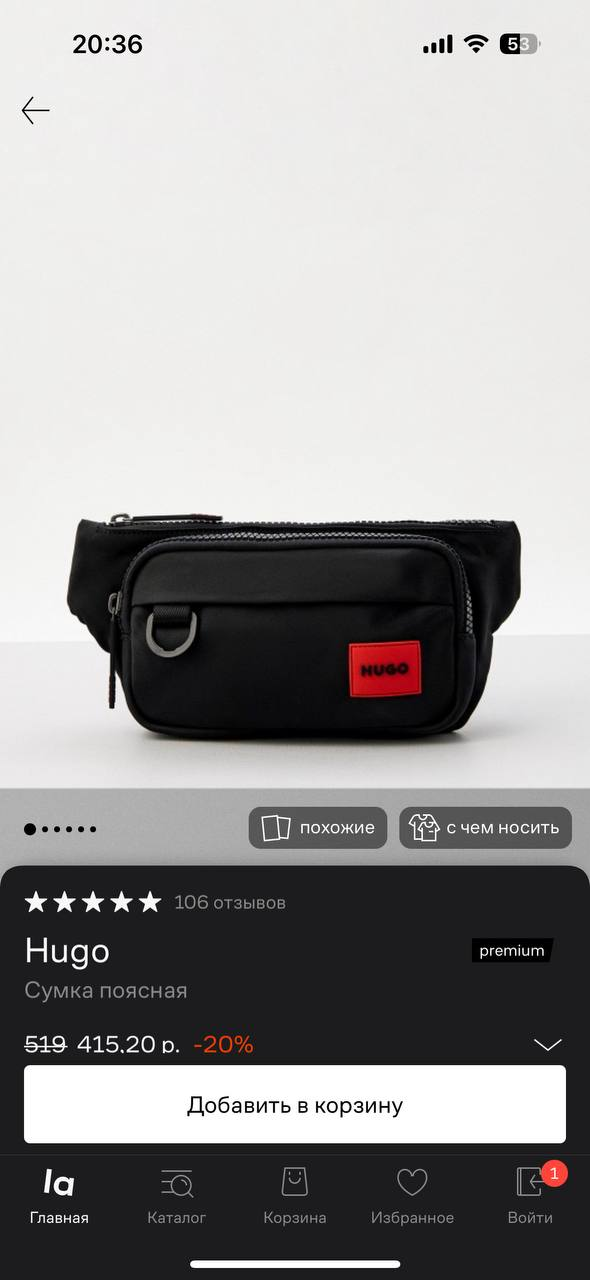 20:36
53
HUGO
похожие
с чем носить
106 отзывов
Hugo
premium
Сумка поясная
519 415,20 р. -20%
Добавить в корзину
la
1
Главная
Каталог
Корзина
Избранное
Войти